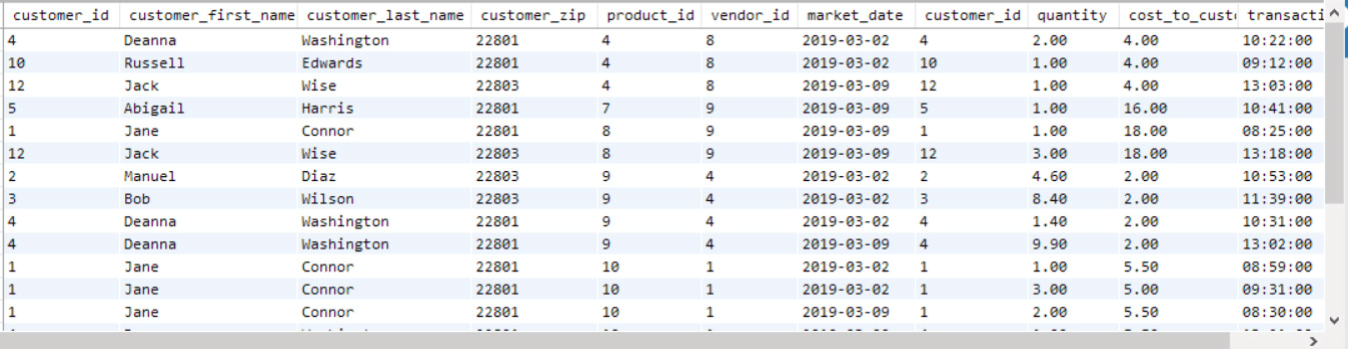 customer_id customer_first_name customer_last_name customer_zip product_id vendor_id market_date customer_id quantity cost_to_cust transacti
4 Deanna Washington 22801 4 8 2019-03-02 4 2.00 4.00 10:22:00
10 Russell Edwards 22801 4 8 2019-03-02 10 1.00 4.00 09:12:00
12 Jack Wise 22803 4 8 2019-03-09 12 1.00 4.00 13:03:00
5 Abigail Harris 22801 7 9 2019-03-09 5 1.00 16.00 10:41:00
1 Jane Connor 22801 8 9 2019-03-09 1 1.00 18.00 08:25:00
12 Jack Wise 22803 8 9 2019-03-09 12 3.00 18.00 13:18:00
2 Manuel Diaz 22803 9 4 2019-03-02 2 4.60 2.00 10:53:00
3 Bob Wilson 22803 9 4 2019-03-02 3 8.40 2.00 11:39:00
4 Deanna Washington 22801 9 4 2019-03-02 4 1.40 2.00 10:31:00
4 Deanna Washington 22801 9 4 2019-03-09 4 9.90 2.00 13:02:00
1 Jane Connor 22801 10 1 2019-03-02 1 1.00 5.50 08:59:00
1 Jane Connor 22801 10 1 2019-03-02 1 3.00 5.00 09:31:00
1 Jane Connor 22801 10 1 2019-03-09 1 2.00 5.50 08:30:00